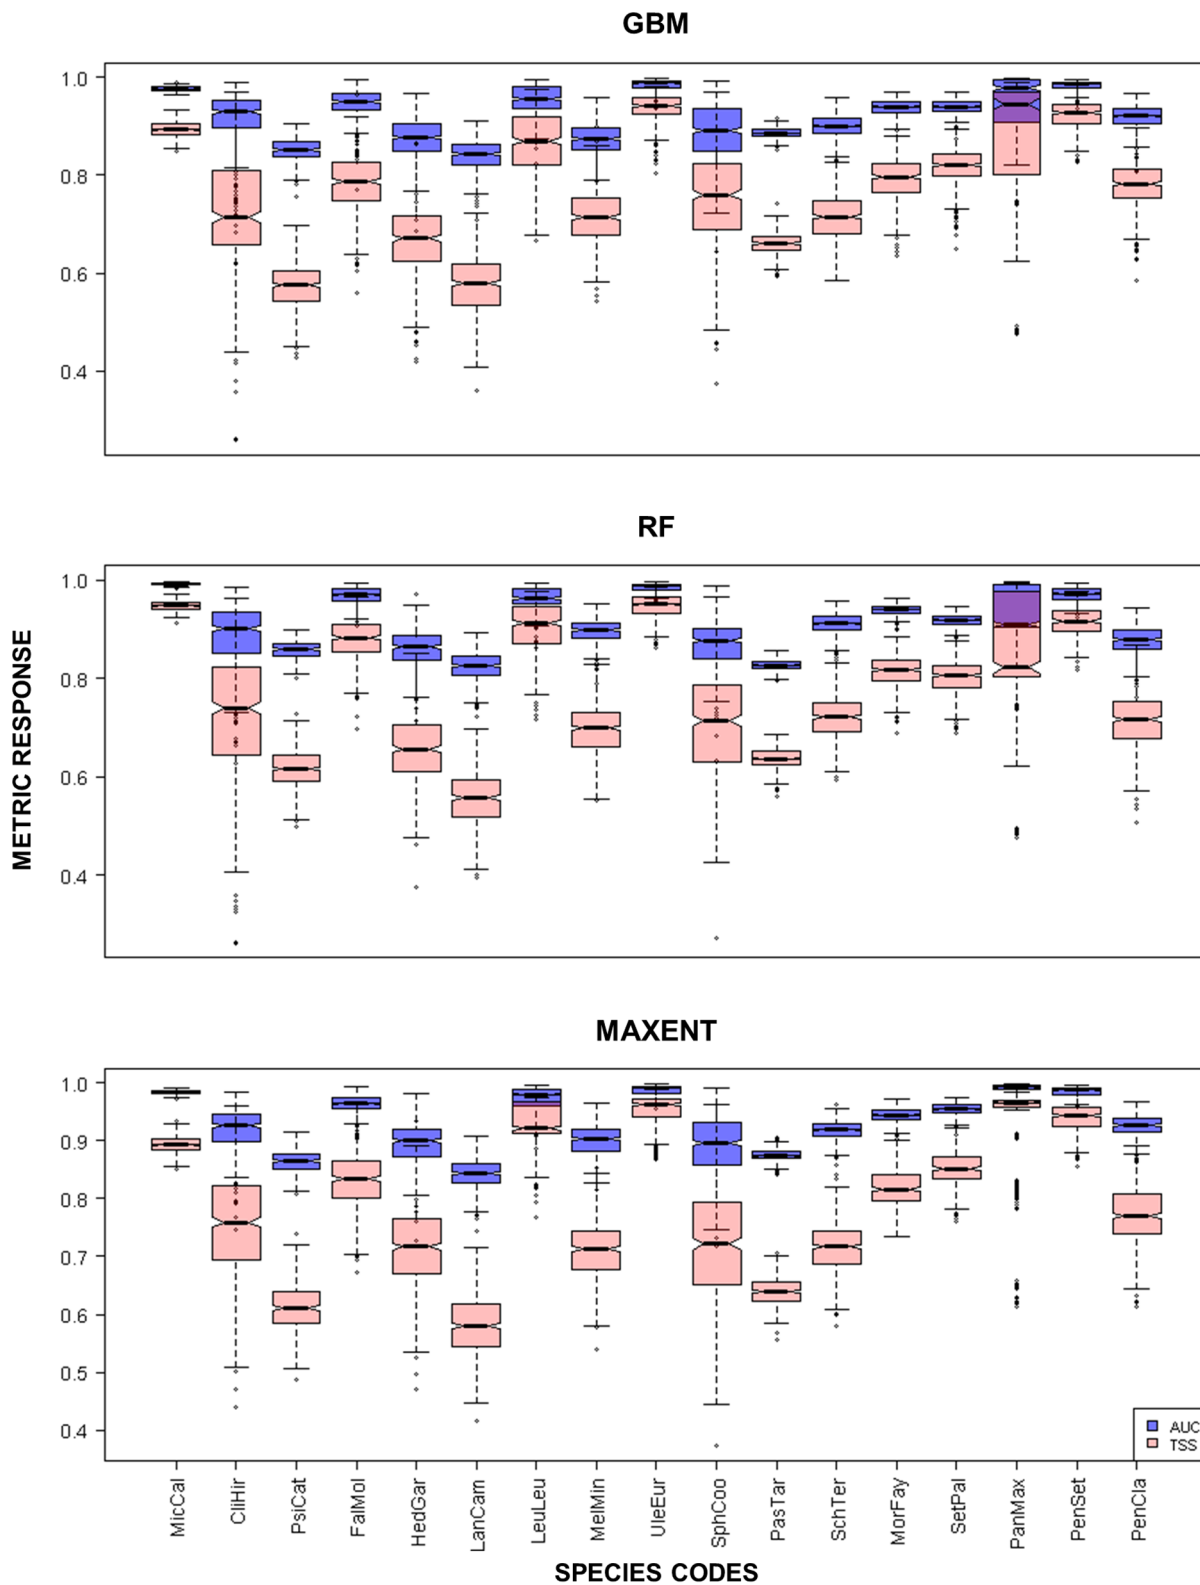 GBM
1.0
0.8
0.6
0.4
RF
1.0
0.8
0.6
0.4
METRIC RESPONSE
MAXENT
1.0
0.9
0.8
0.7
0.6
0.5
0.4
AUC
TSS
MicCal
CliHir
PsiCat
FalMol
HedGar
LanCam
LeuLeu
MelMin
UleEur
SphCoo
PasTar
SchTer
MorFay
SetPal
PanMax
PenSet
PenCla
SPECIES CODES